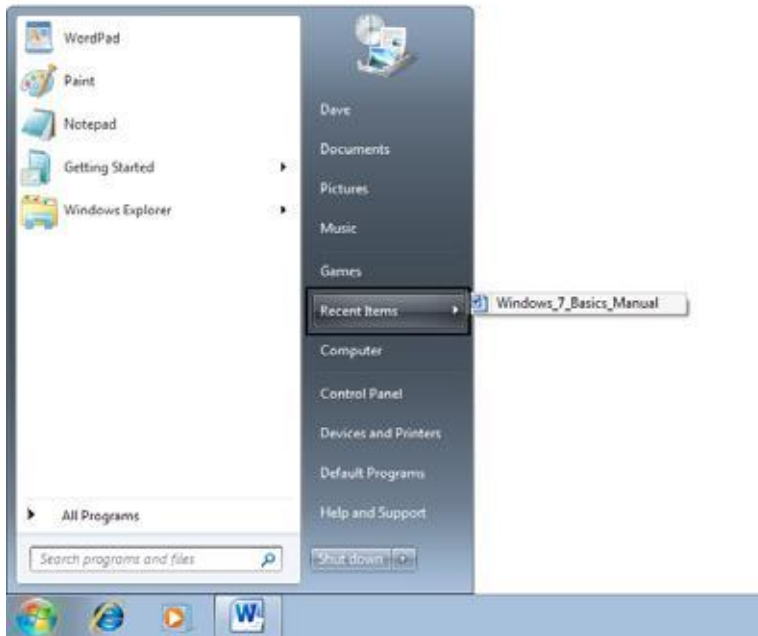 WordPad
Paint
Notepad
Getting Started
Windows Explorer
All Programs
Search programs and files
Dave
Documents
Pictures
Music
Games
Recent Items
Windows_7_Basics_Manual
Computer
Control Panel
Devices and Printers
Default Programs
Help and Support
Shut down
W